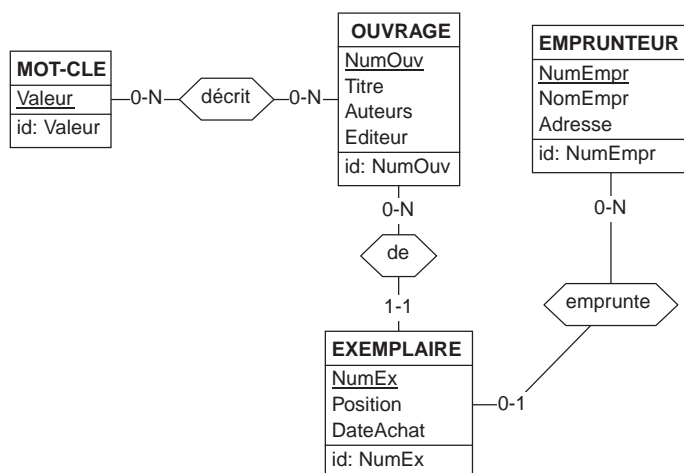 MOT-CLE
Valeur
id: Valeur
0-N
décrit
0-N
OUVRAGE
NumOuv
Titre
Auteurs
Editeur
id: NumOuv
EMPRUNTEUR
NumEmpr
NomEmpr
Adresse
id: NumEmpr
0-N
de
1-1
0-N
emprunte
0-1
EXEMPLAIRE
NumEx
Position
DateAchat
id: NumEx